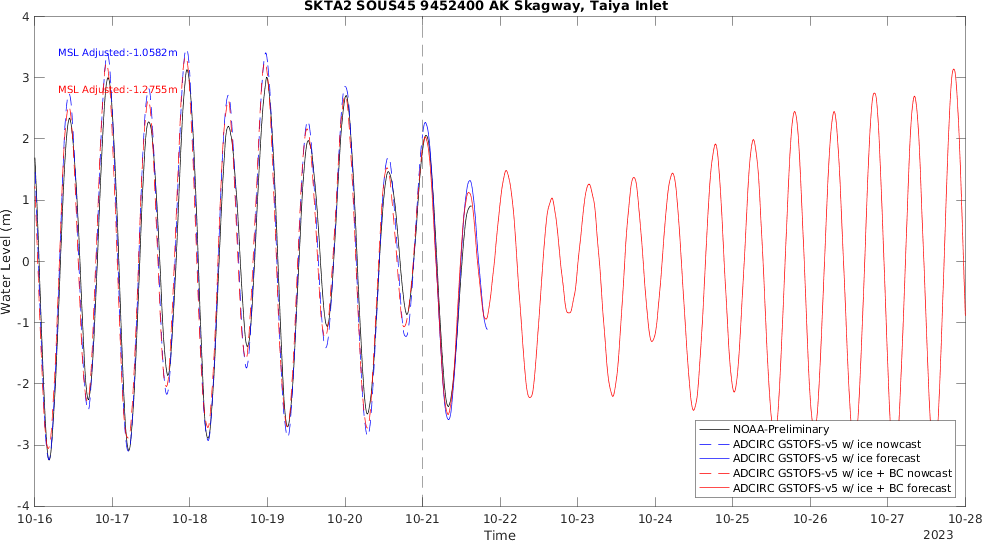 SKTA2 SOUS45 9452400 AK Skagway, Taiya Inlet
MSL Adjusted:-1.0582m
MSL Adjusted:-1.2755m
Water Level (m)
4
3
2
1
0
-1
-2
-3
-4
10-16
10-17
10-18
10-19
10-20
10-21
10-22
10-23
10-24
10-25
10-26
10-27
10-28
Time
2023
NOAA-Preliminary
ADCIRC GSTOFS-v5 w/ ice nowcast
ADCIRC GSTOFS-v5 w/ ice forecast
ADCIRC GSTOFS-v5 w/ ice + BC nowcast
ADCIRC GSTOFS-v5 w/ ice + BC forecast